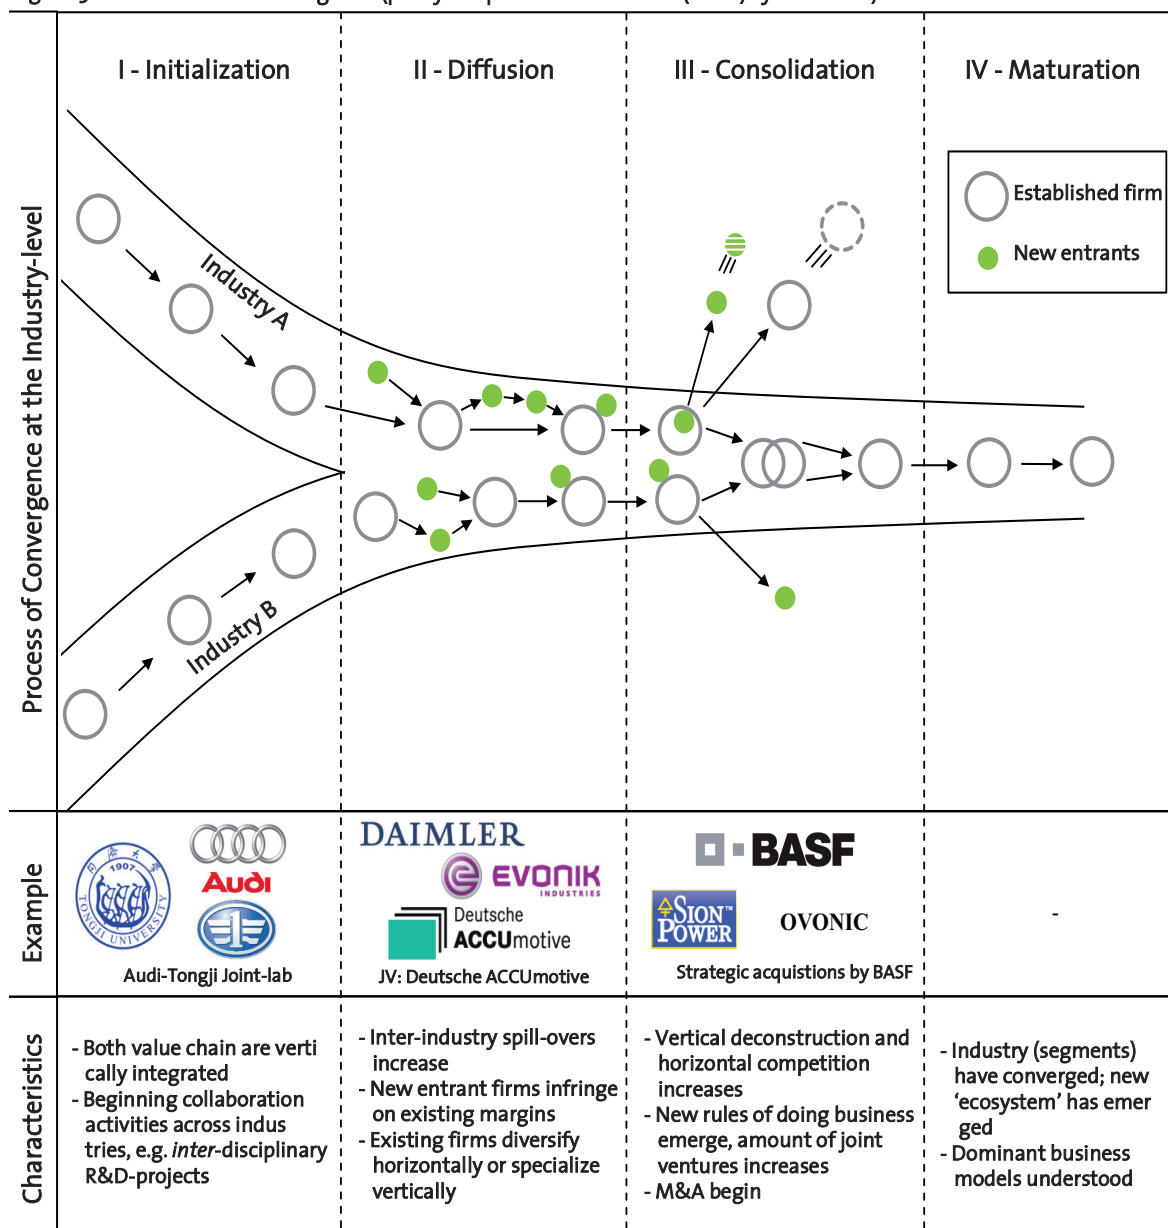 I - Initialization
II - Diffusion
III - Consolidation
IV - Maturation
Process of Convergence at the Industry-level
Established firm
New entrants
Industry A
Industry B
Example
1907
TONGJI UNIVERSITY
Audi
Audi-Tongji Joint-lab
DAIMLER
EVONIK
INDUSTRIES
Deutsche
ACCUmotive
JV: Deutsche ACCUmotive
BASF
SION™
POWER
OVONIC
Strategic acquistions by BASF
-
Characteristics
- Both value chain are verti
cally integrated
- Beginning collaboration
activities across indus
tries, e.g. inter-disciplinary
R&D-projects
- Inter-industry spill-overs
increase
- New entrant firms infringe
on existing margins
- Existing firms diversify
horizontally or specialize
vertically
- Vertical deconstruction and
horizontal competition
increases
- New rules of doing business
emerge, amount of joint
ventures increases
- M&A begin
- Industry (segments)
have converged; new
‘ecosystem’ has emer
ged
- Dominant business
models understood